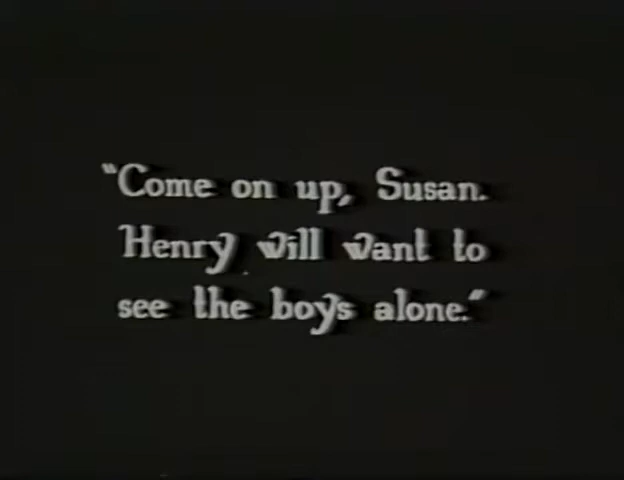 "Come on up, Susan.
Henry will want to
see the boys alone."